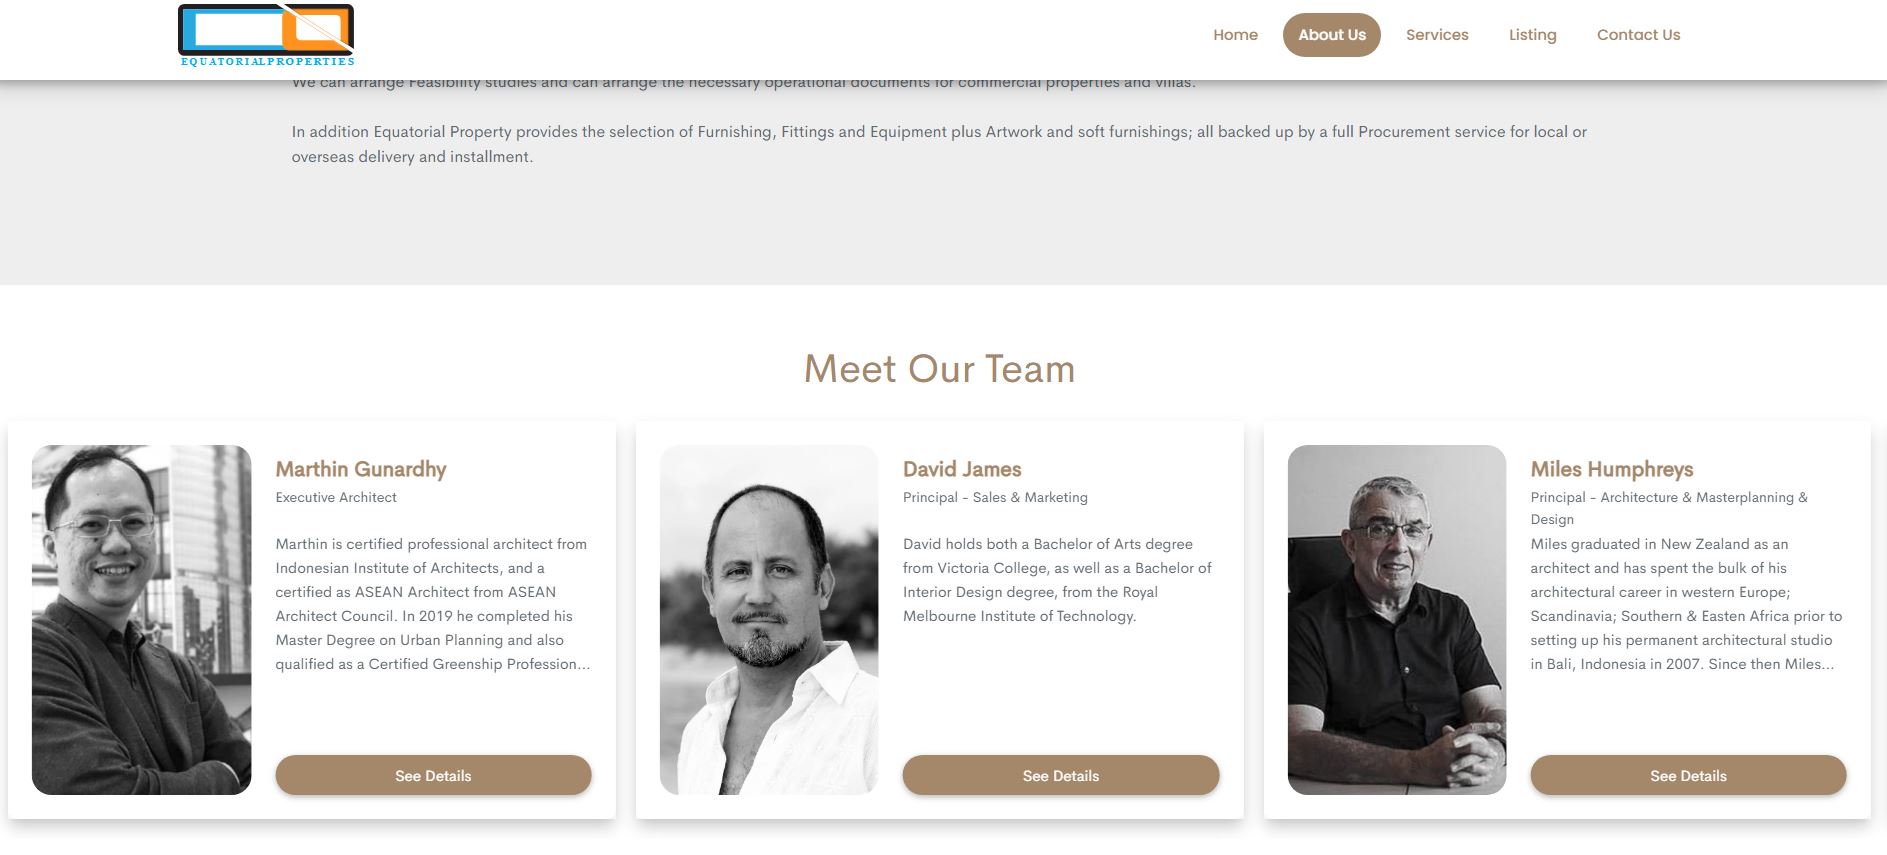 EQUATORIALPROPERTIES
Home
About Us
Services
Listing
Contact Us
We can arrange Feasibility studies and can arrange the necessary operational documents for commercial properties and villas.
In addition Equatorial Property provides the selection of Furnishing, Fittings and Equipment plus Artwork and soft furnishings; all backed up by a full Procurement service for local or
overseas delivery and installment.
Meet Our Team
Marthin Gunardhy
Executive Architect
Marthin is certified professional architect from
Indonesian Institute of Architects, and a
certified as ASEAN Architect from ASEAN
Architect Council. In 2019 he completed his
Master Degree on Urban Planning and also
qualified as a Certified Greenship Profession...
See Details
David James
Principal - Sales & Marketing
David holds both a Bachelor of Arts degree
from Victoria College, as well as a Bachelor of
Interior Design degree, from the Royal
Melbourne Institute of Technology.
See Details
Miles Humphreys
Principal - Architecture & Masterplanning &
Design
Miles graduated in New Zealand as an
architect and has spent the bulk of his
architectural career in western Europe;
Scandinavia; Southern & Easten Africa prior to
setting up his permanent architectural studio
in Bali, Indonesia in 2007. Since then Miles...
See Details